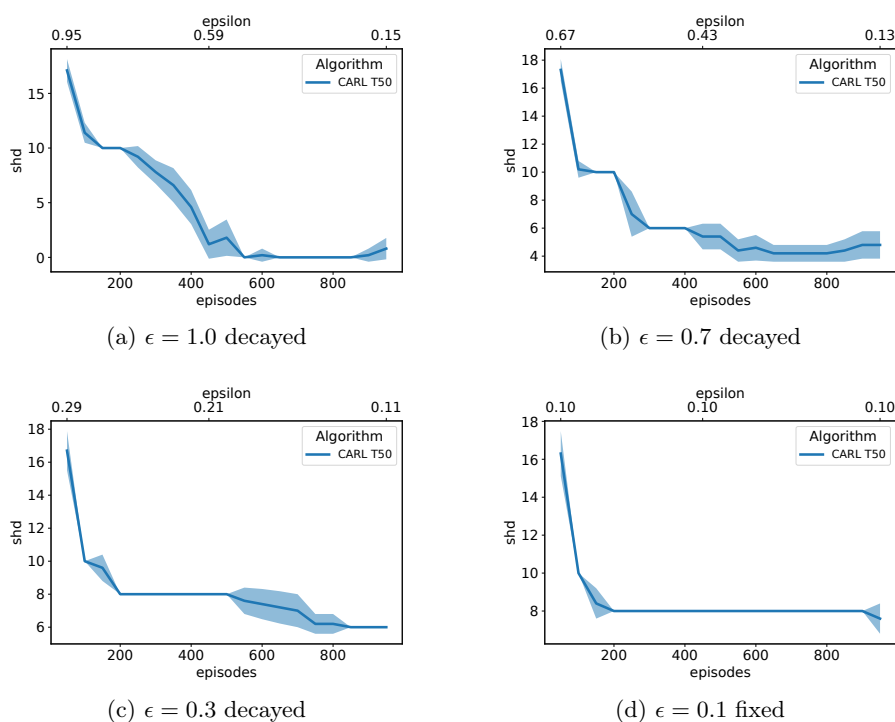 epsilon
0.95 0.59 0.15
Algorithm
CARL T50
shd
15
10
5
0
200 400 600 800
episodes
(a) ϵ = 1.0 decayed
epsilon
0.67 0.43 0.13
Algorithm
CARL T50
shd
18
16
14
12
10
8
6
4
200 400 600 800
episodes
(b) ϵ = 0.7 decayed
epsilon
0.29 0.21 0.11
Algorithm
CARL T50
shd
18
16
14
12
10
8
6
200 400 600 800
episodes
(c) ϵ = 0.3 decayed
epsilon
0.10 0.10 0.10
Algorithm
CARL T50
shd
18
16
14
12
10
8
200 400 600 800
episodes
(d) ϵ = 0.1 fixed